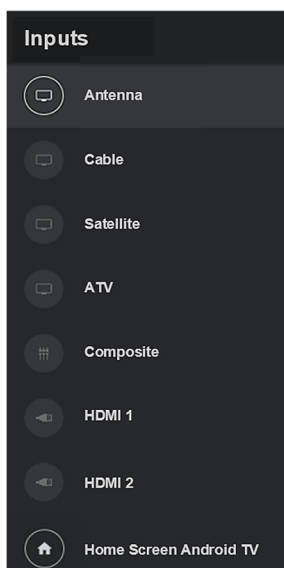 Inputs
Antenna
Cable
Satellite
ATV
Composite
HDMI 1
HDMI 2
Home Screen Android TV